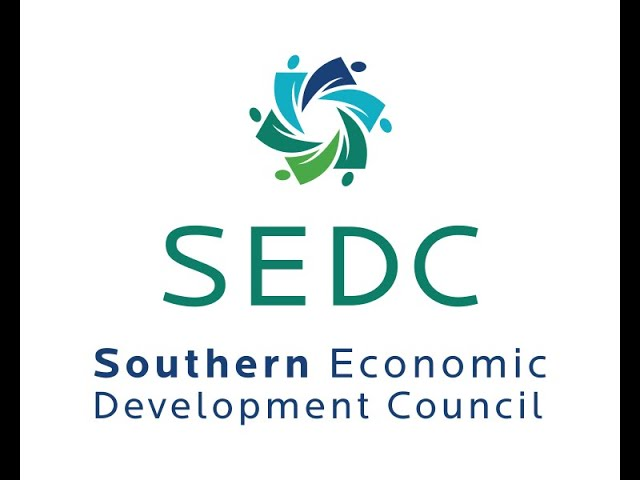 SEDC
Southern Economic
Development Council